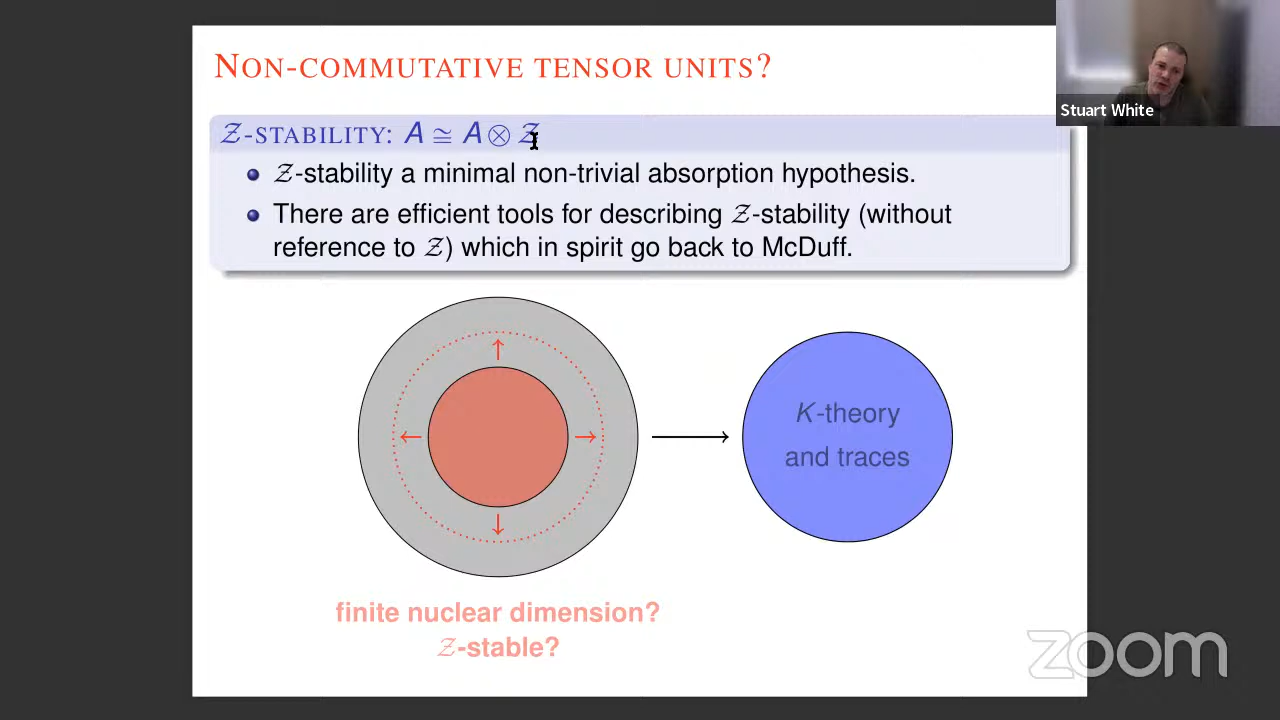 NON-COMMUTATIVE TENSOR UNITS?
Stuart White
𝒵-STABILITY: A ≅ A ⊗ 𝒵
𝒵-stability a minimal non-trivial absorption hypothesis.
There are efficient tools for describing 𝒵-stability (without
reference to 𝒵) which in spirit go back to McDuff.
K-theory
and traces
finite nuclear dimension?
𝒵-stable?
zoom